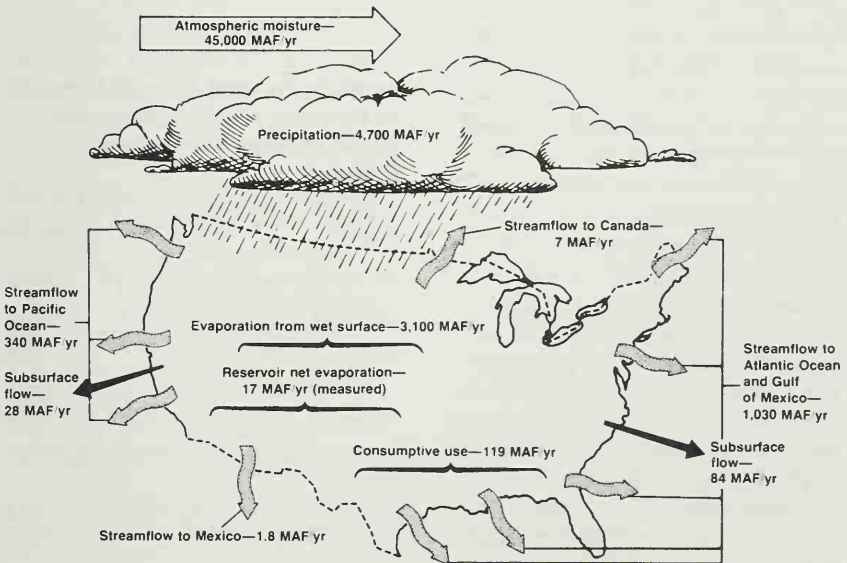 Atmospheric moisture—
45,000 MAF/yr
Precipitation—4,700 MAF/yr
Streamflow to Canada—
7 MAF/yr
Streamflow
to Pacific
Ocean—
340 MAF/yr
Subsurface
flow—
28 MAF/yr
Evaporation from wet surface—3,100 MAF/yr
Reservoir net evaporation—
17 MAF/yr (measured)
Consumptive use—119 MAF/yr
Streamflow to
Atlantic Ocean
and Gulf
of Mexico—
1,030 MAF/yr
Subsurface
flow—
84 MAF/yr
Streamflow to Mexico—1.8 MAF/yr